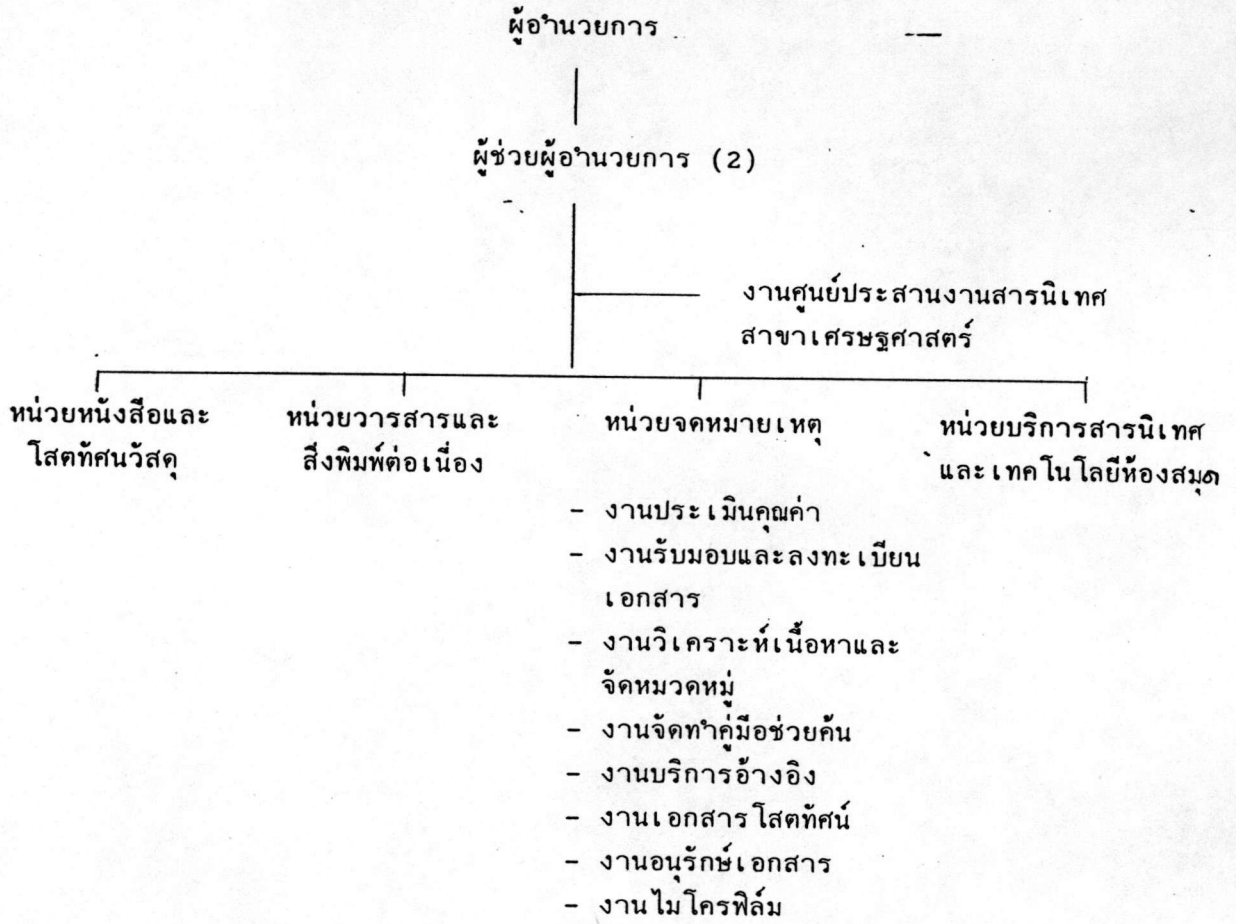 ผู้อำนวยการ
ผู้ช่วยผู้อำนวยการ (2)
งานศูนย์ประสานงานสารนิเทศ
สาขาเศรษฐศาสตร์
หน่วยหนังสือและ
โสตทัศนวัสดุ
หน่วยวารสารและ
สิ่งพิมพ์ต่อเนื่อง
หน่วยจดหมายเหตุ
หน่วยบริการสารนิเทศ
และเทคโนโลยีห้องสมุด
- งานประเมินคุณค่า
- งานรับมอบและลงทะเบียน
เอกสาร
- งานวิเคราะห์เนื้อหาและ
จัดหมวดหมู่
- งานจัดทำคู่มือช่วยค้น
- งานบริการอ้างอิง
- งานเอกสารโสตทัศน์
- งานอนุรักษ์เอกสาร
- งานไมโครฟิล์ม